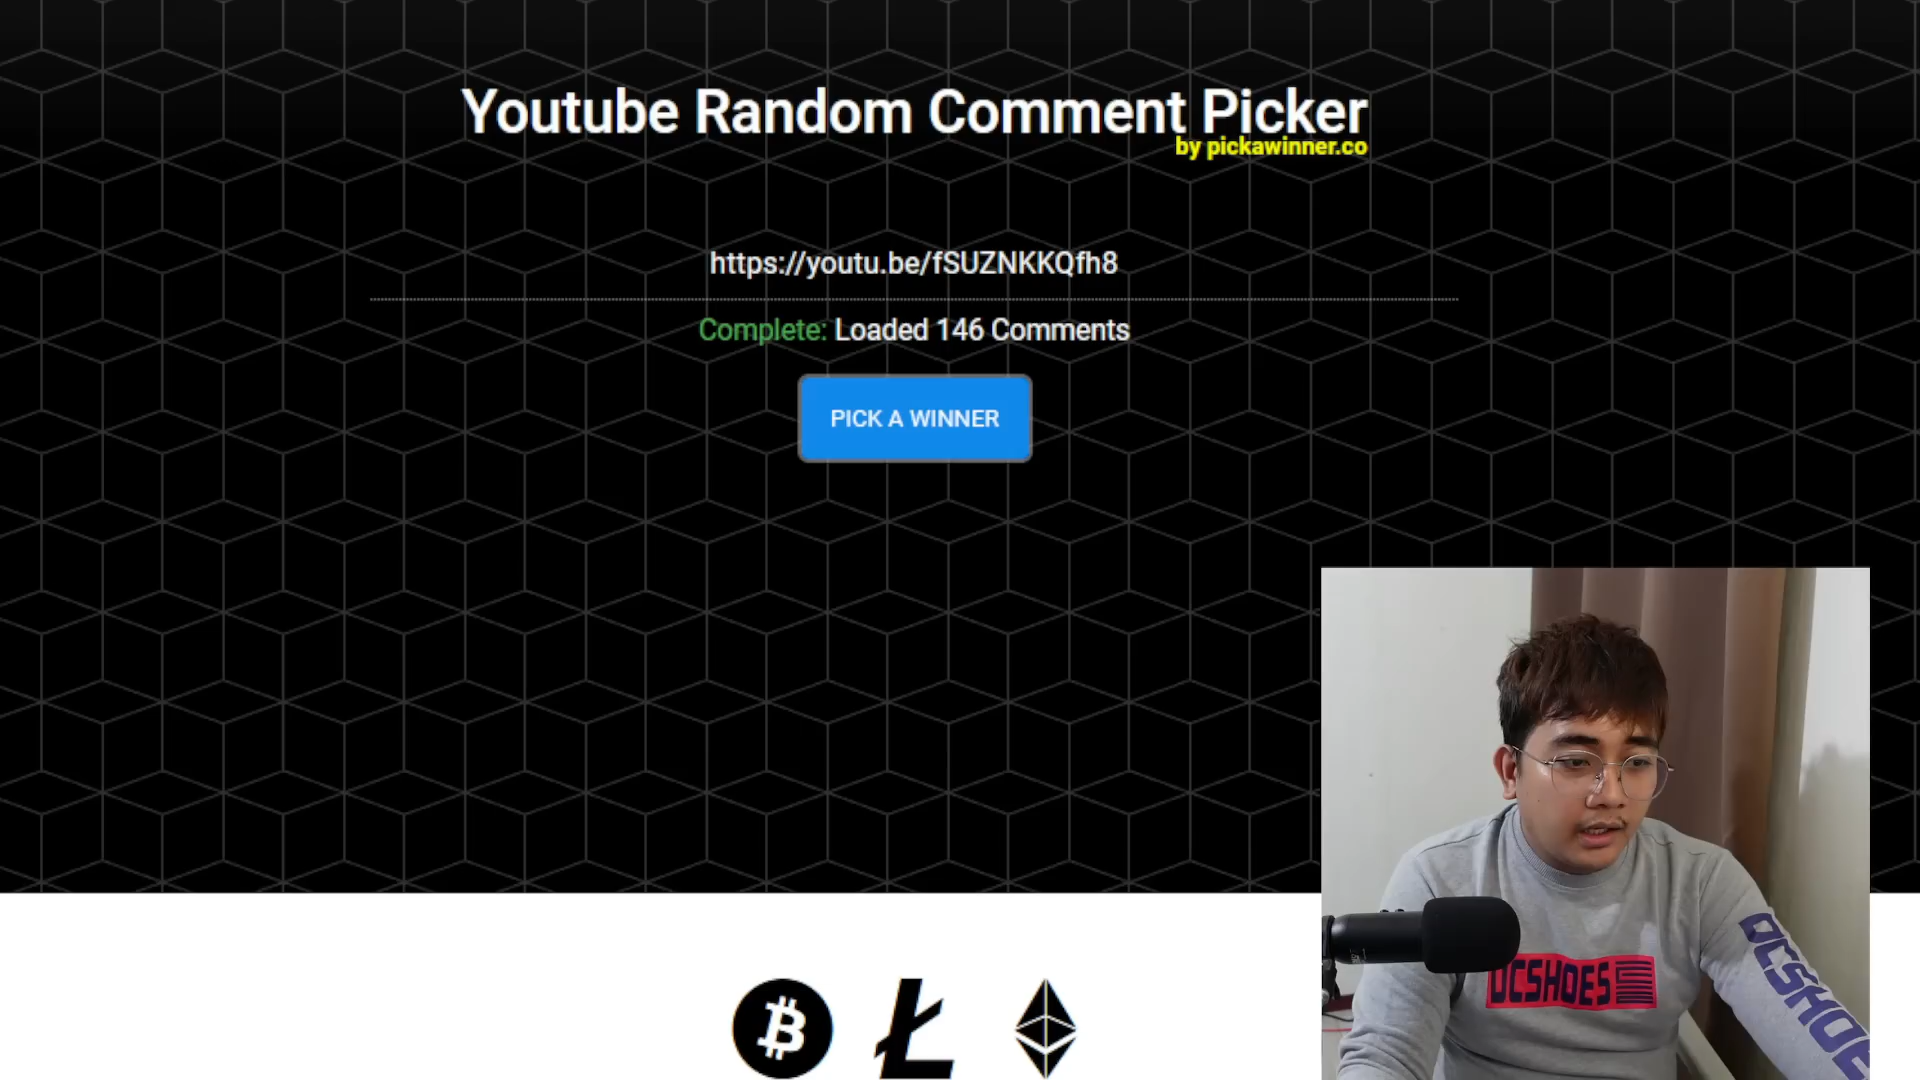 Youtube Random Comment Picker
by pickawinner.co
https://youtu.be/fSUZNKKQfh8
Complete: Loaded 146 Comments
PICK A WINNER
DCSHOES
DCSHOE